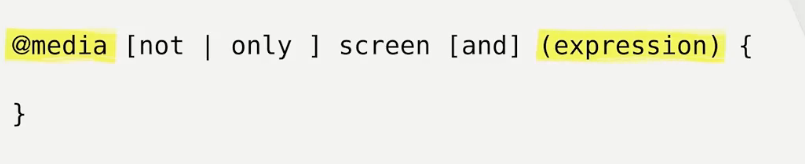 @media [not | only ] screen [and] (expression) {
}